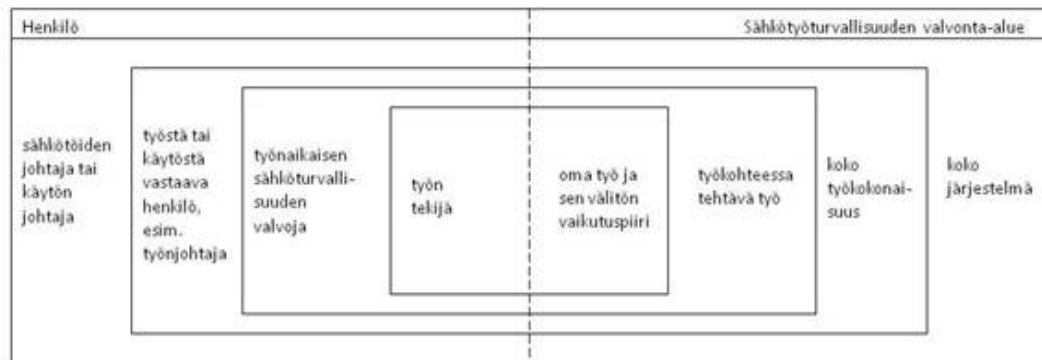 Henkilö
Sähkötyöturvallisuuden valvonta-alue
sähkötöiden
johtaja tai
käytön
johtaja
työstä tai
käytöstä
vastaava
henkilö,
esim.
työnjohtaja
työnaikaisen
sähköturvalli-
suuden
valvoja
työn
tekijä
oma työ ja
sen välitön
vaikutuspiiri
työkohteessa
tehtävä työ
koko
työkokonai-
suus
koko
järjestelmä